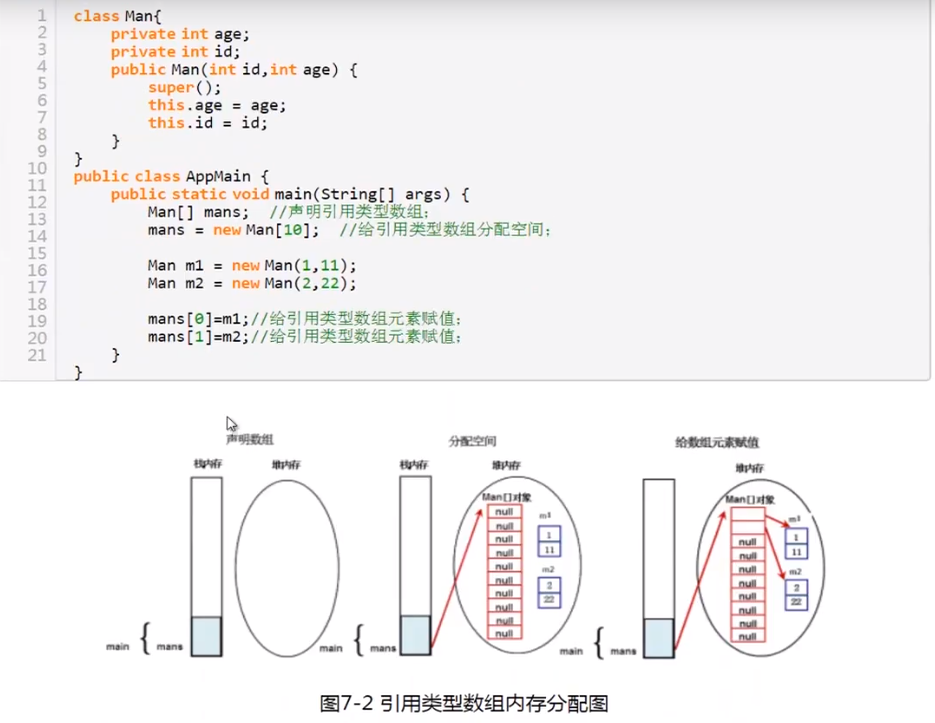 1 class Man{
2     private int age;
3     private int id;
4     public Man(int id,int age) {
5         super();
6         this.age = age;
7         this.id = id;
8     }
9 }
10 public class AppMain {
11     public static void main(String[] args) {
12         Man[] mans;  //声明引用类型数组；
13         mans = new Man[10];  //给引用类型数组分配空间；
14
15         Man m1 = new Man(1,11);
16         Man m2 = new Man(2,22);
17
18         mans[0]=m1;//给引用类型数组元素赋值；
19         mans[1]=m2;//给引用类型数组元素赋值；
20     }
21 }
声明数组
栈内存 堆内存
main { mans
分配空间
栈内存 堆内存
Man[]对象
null
null
null
null
null
null
null
null
null
null
m1
1
11
m2
2
22
main { mans
给数组元素赋值
堆内存
Man[]对象
null
null
null
null
null
null
null
null
m1
1
11
m2
2
22
main { mans
图7-2 引用类型数组内存分配图